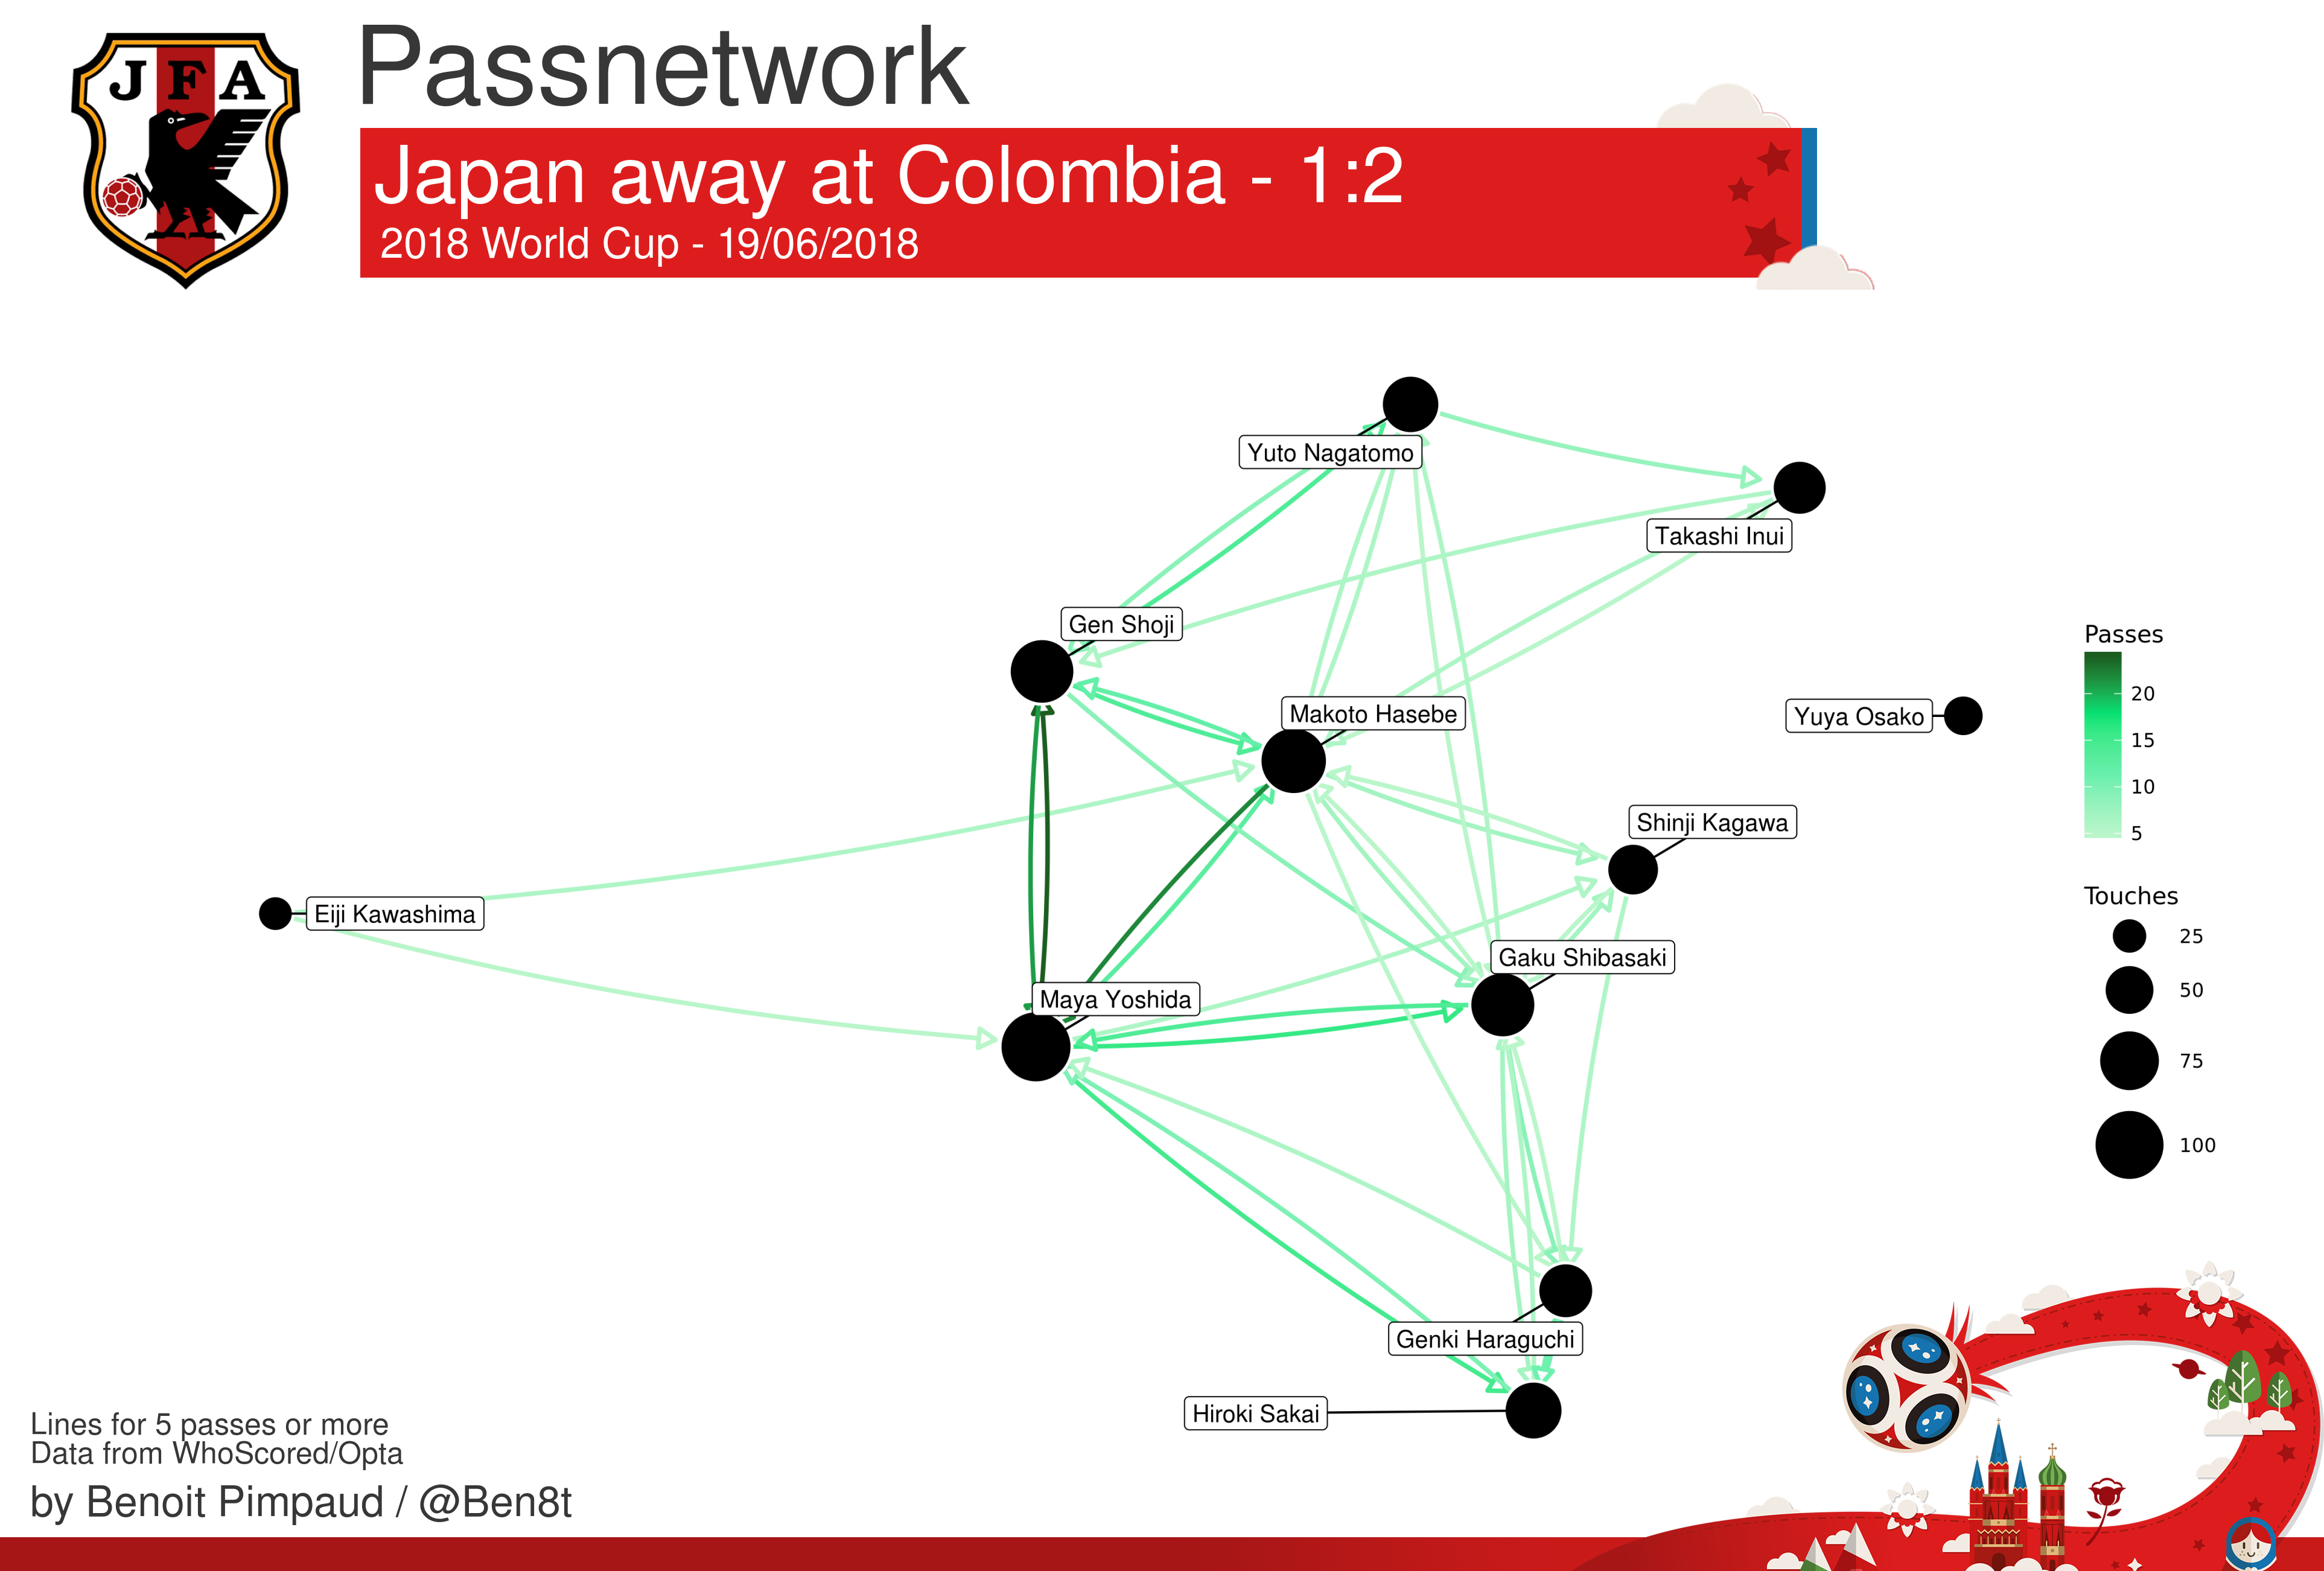 JFA
Passnetwork
Japan away at Colombia - 1:2
2018 World Cup - 19/06/2018
Yuto Nagatomo
Takashi Inui
Gen Shoji
Passes
20
15
10
5
Makoto Hasebe
Yuya Osako
Shinji Kagawa
Touches
25
50
75
100
Eiji Kawashima
Gaku Shibasaki
Maya Yoshida
Genki Haraguchi
Hiroki Sakai
Lines for 5 passes or more
Data from WhoScored/Opta
by Benoit Pimpaud / @Ben8t